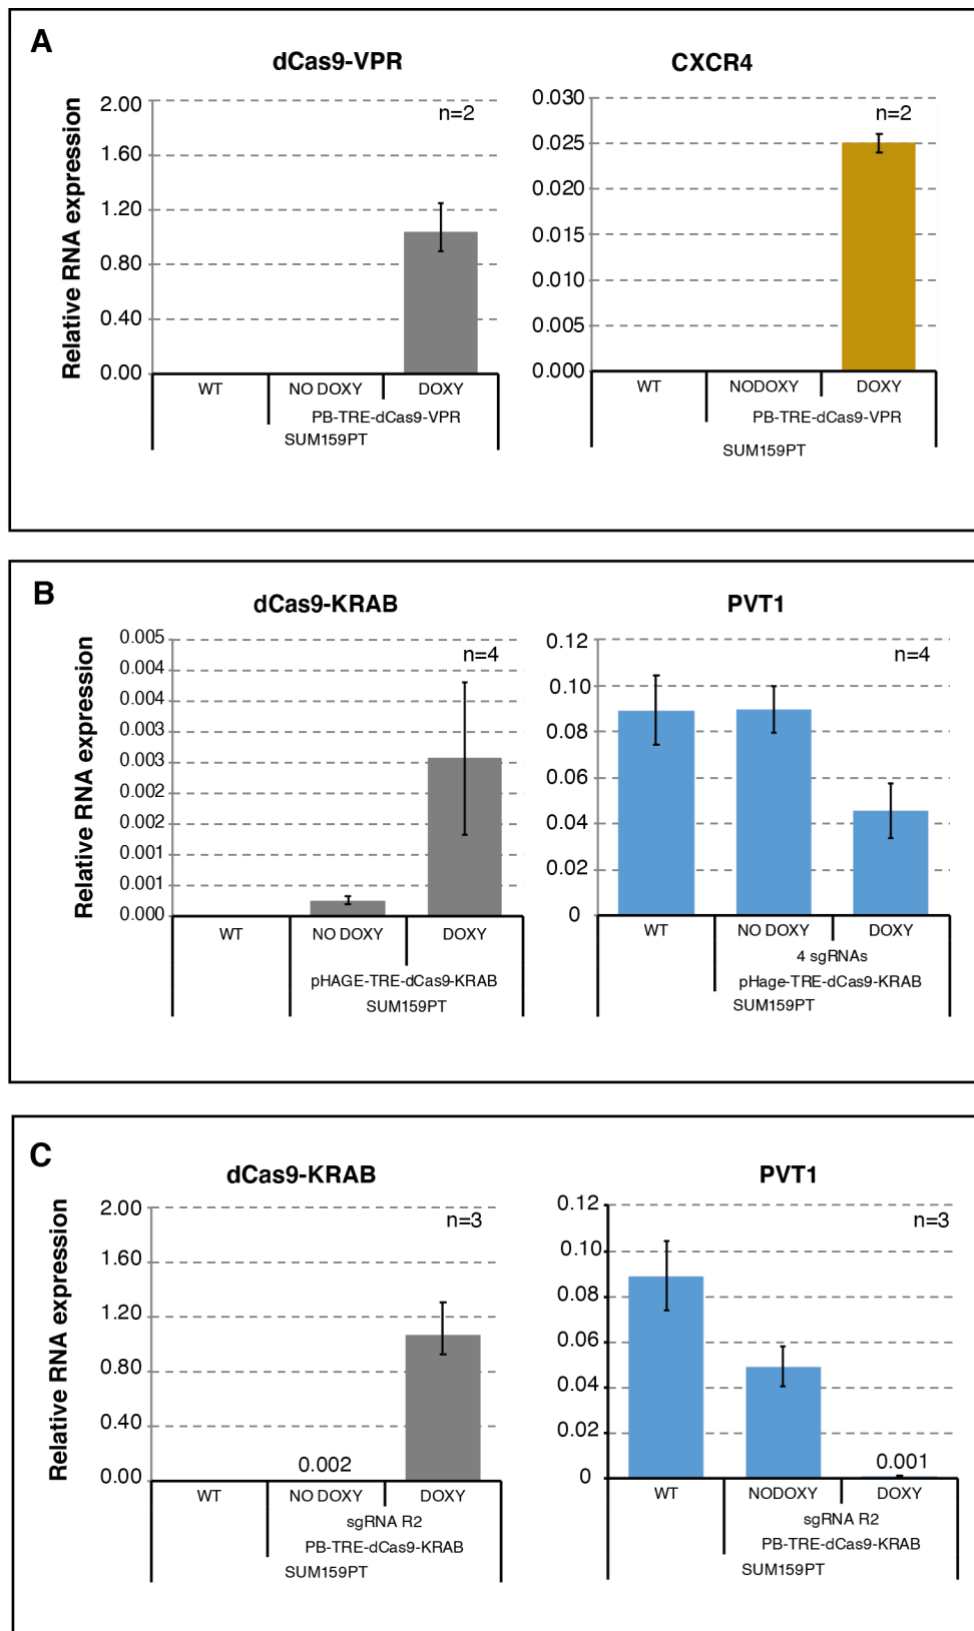 A
dCas9-VPR
CXCR4
n=2
n=2
Relative RNA expression
2.00
1.60
1.20
0.80
0.40
0.00
0.030
0.025
0.020
0.015
0.010
0.005
0.000
WT
NO DOXY
DOXY
PB-TRE-dCas9-VPR
SUM159PT
WT
NODOXY
DOXY
PB-TRE-dCas9-VPR
SUM159PT
B
dCas9-KRAB
PVT1
n=4
n=4
Relative RNA expression
0.005
0.004
0.004
0.003
0.003
0.002
0.002
0.001
0.001
0.000
0.12
0.10
0.08
0.06
0.04
0.02
0
WT
NO DOXY
DOXY
pHAGE-TRE-dCas9-KRAB
SUM159PT
WT
NO DOXY
DOXY
4 sgRNAs
pHage-TRE-dCas9-KRAB
SUM159PT
C
dCas9-KRAB
PVT1
n=3
n=3
Relative RNA expression
2.00
1.60
1.20
0.80
0.40
0.00
0.002
0.12
0.10
0.08
0.06
0.04
0.02
0
0.001
WT
NO DOXY
DOXY
sgRNA R2
PB-TRE-dCas9-KRAB
SUM159PT
WT
NODOXY
DOXY
sgRNA R2
PB-TRE-dCas9-KRAB
SUM159PT